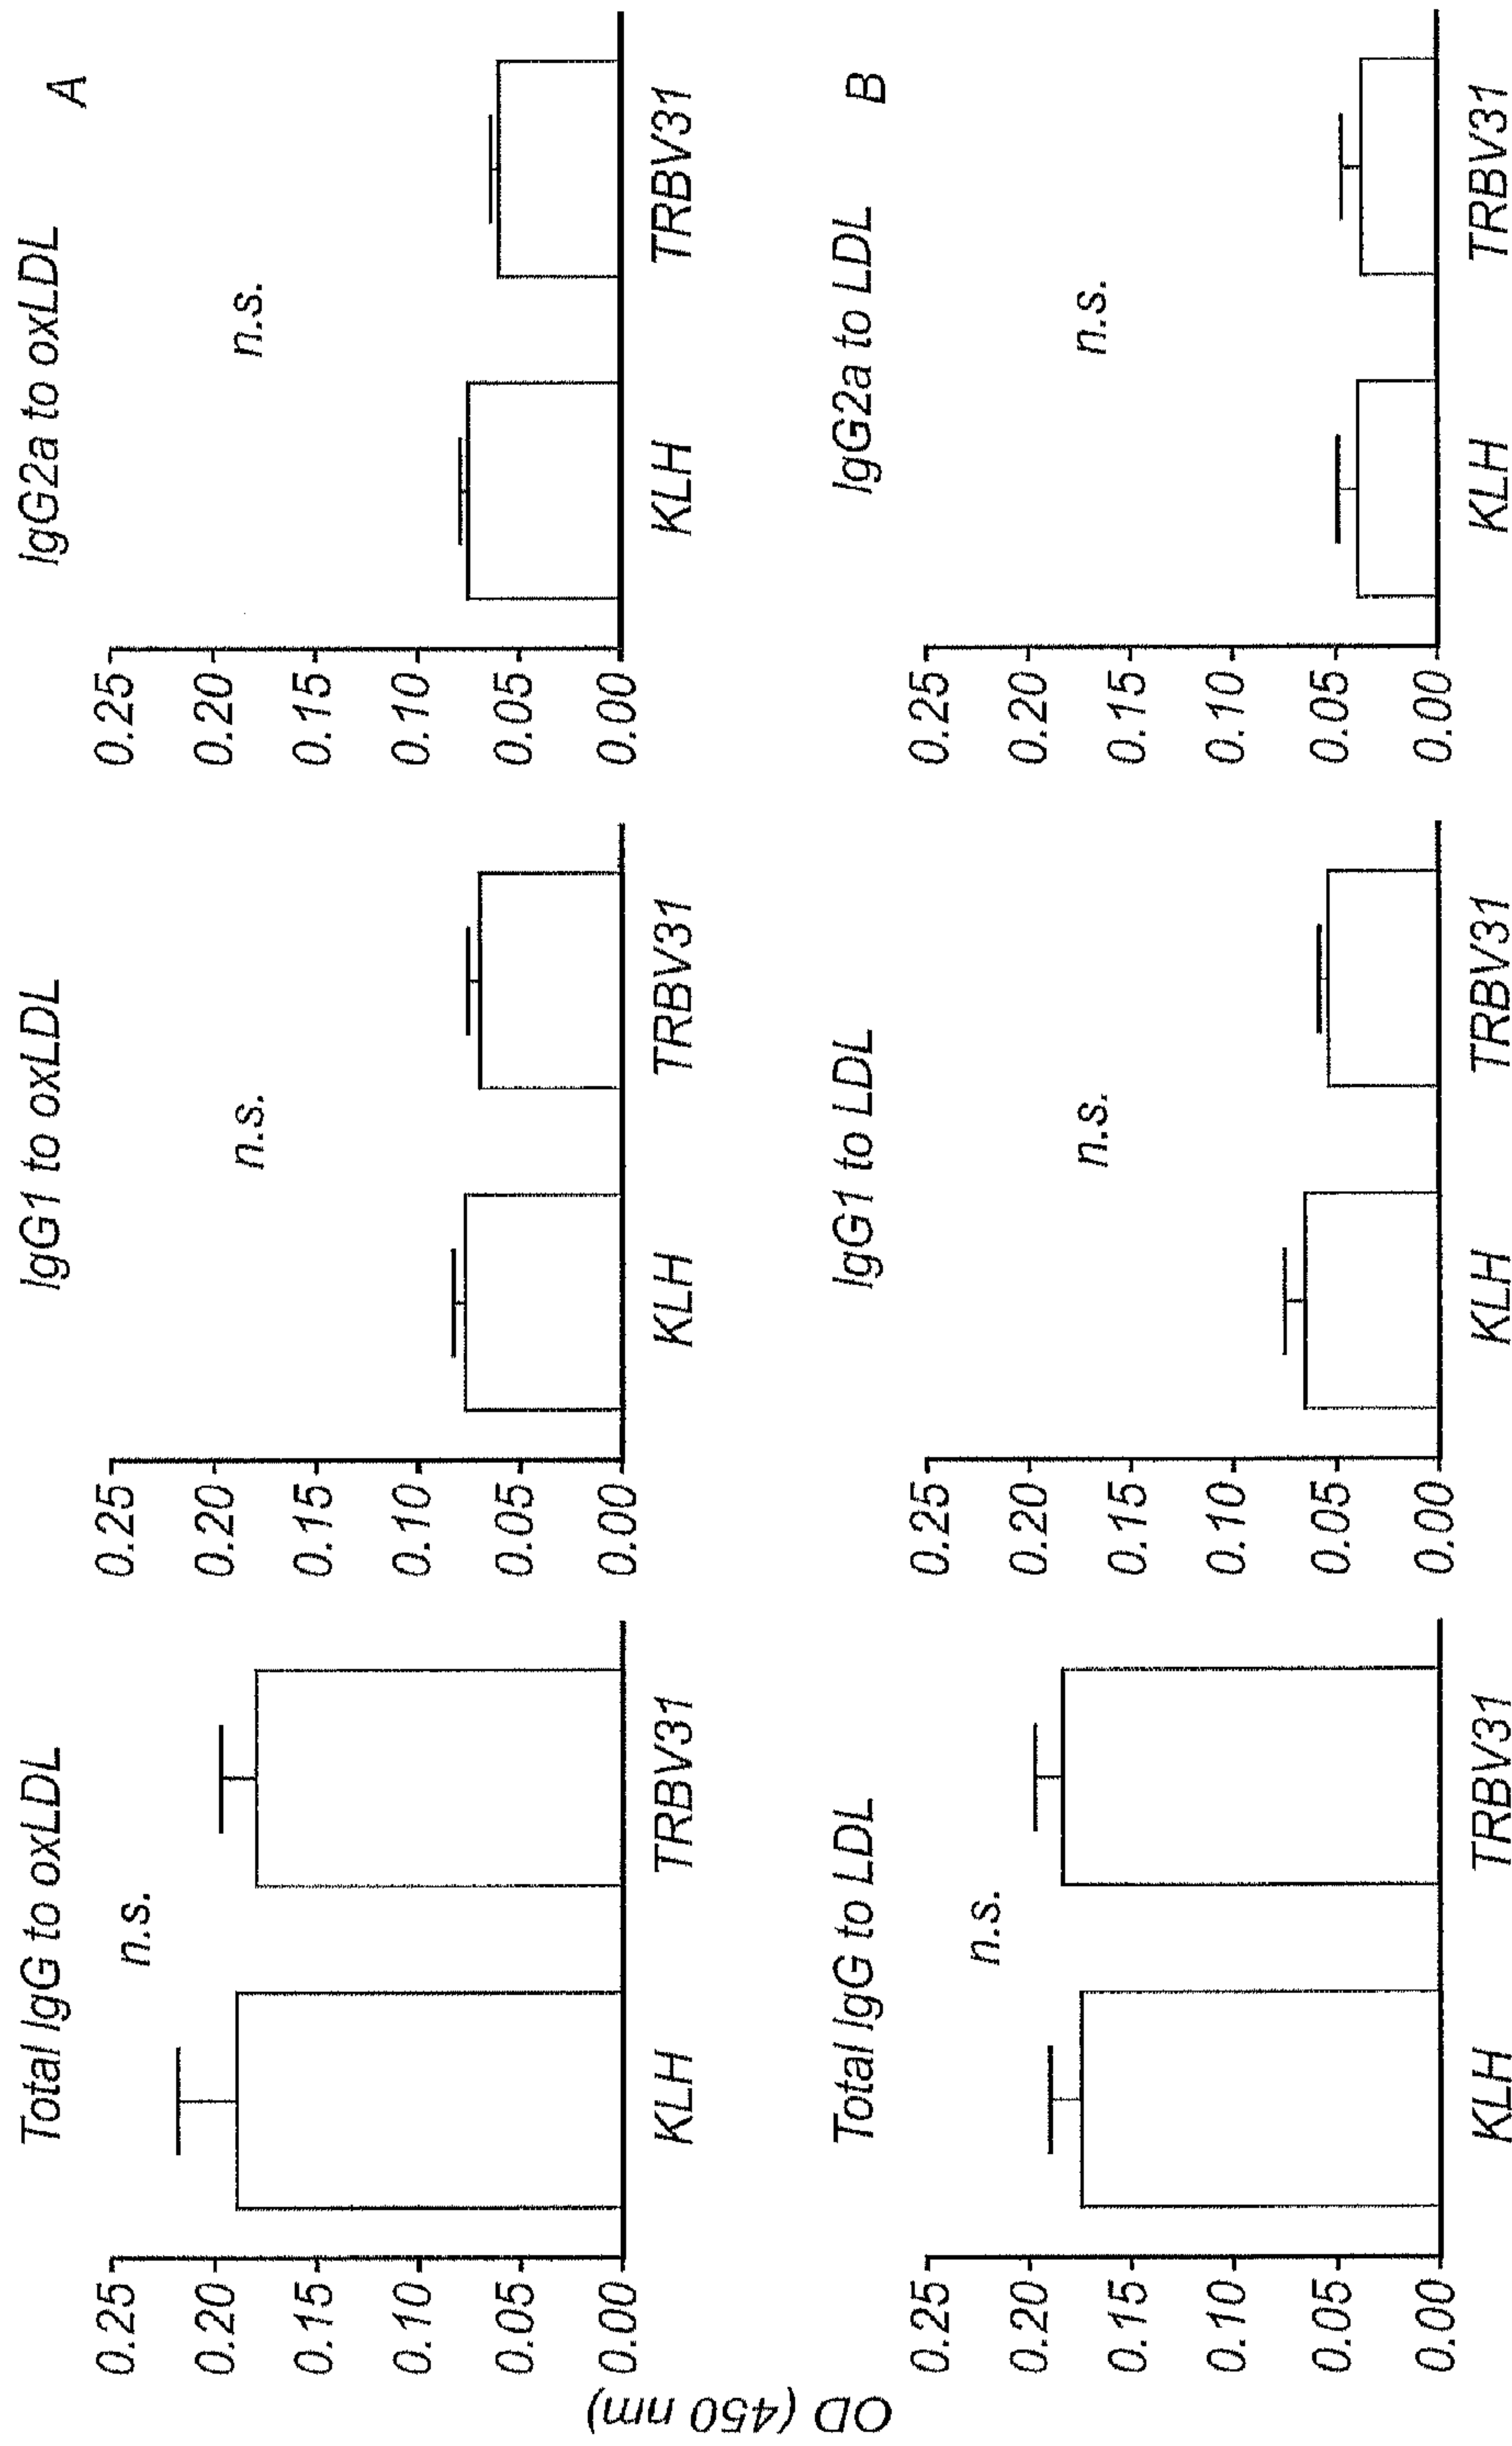 Total IgG to oxLDL
IgG1 to oxLDL
IgG2a to oxLDL
A
0.25
0.20
0.15
0.10
0.05
0.00
n.s.
KLH
TRBV31
0.25
0.20
0.15
0.10
0.05
0.00
n.s.
KLH
TRBV31
0.25
0.20
0.15
0.10
0.05
0.00
n.s.
KLH
TRBV31
OD (450 nm)
Total IgG to LDL
IgG1 to LDL
IgG2a to LDL
B
0.25
0.20
0.15
0.10
0.05
0.00
n.s.
KLH
TRBV31
0.25
0.20
0.15
0.10
0.05
0.00
n.s.
KLH
TRBV31
0.25
0.20
0.15
0.10
0.05
0.00
n.s.
KLH
TRBV31